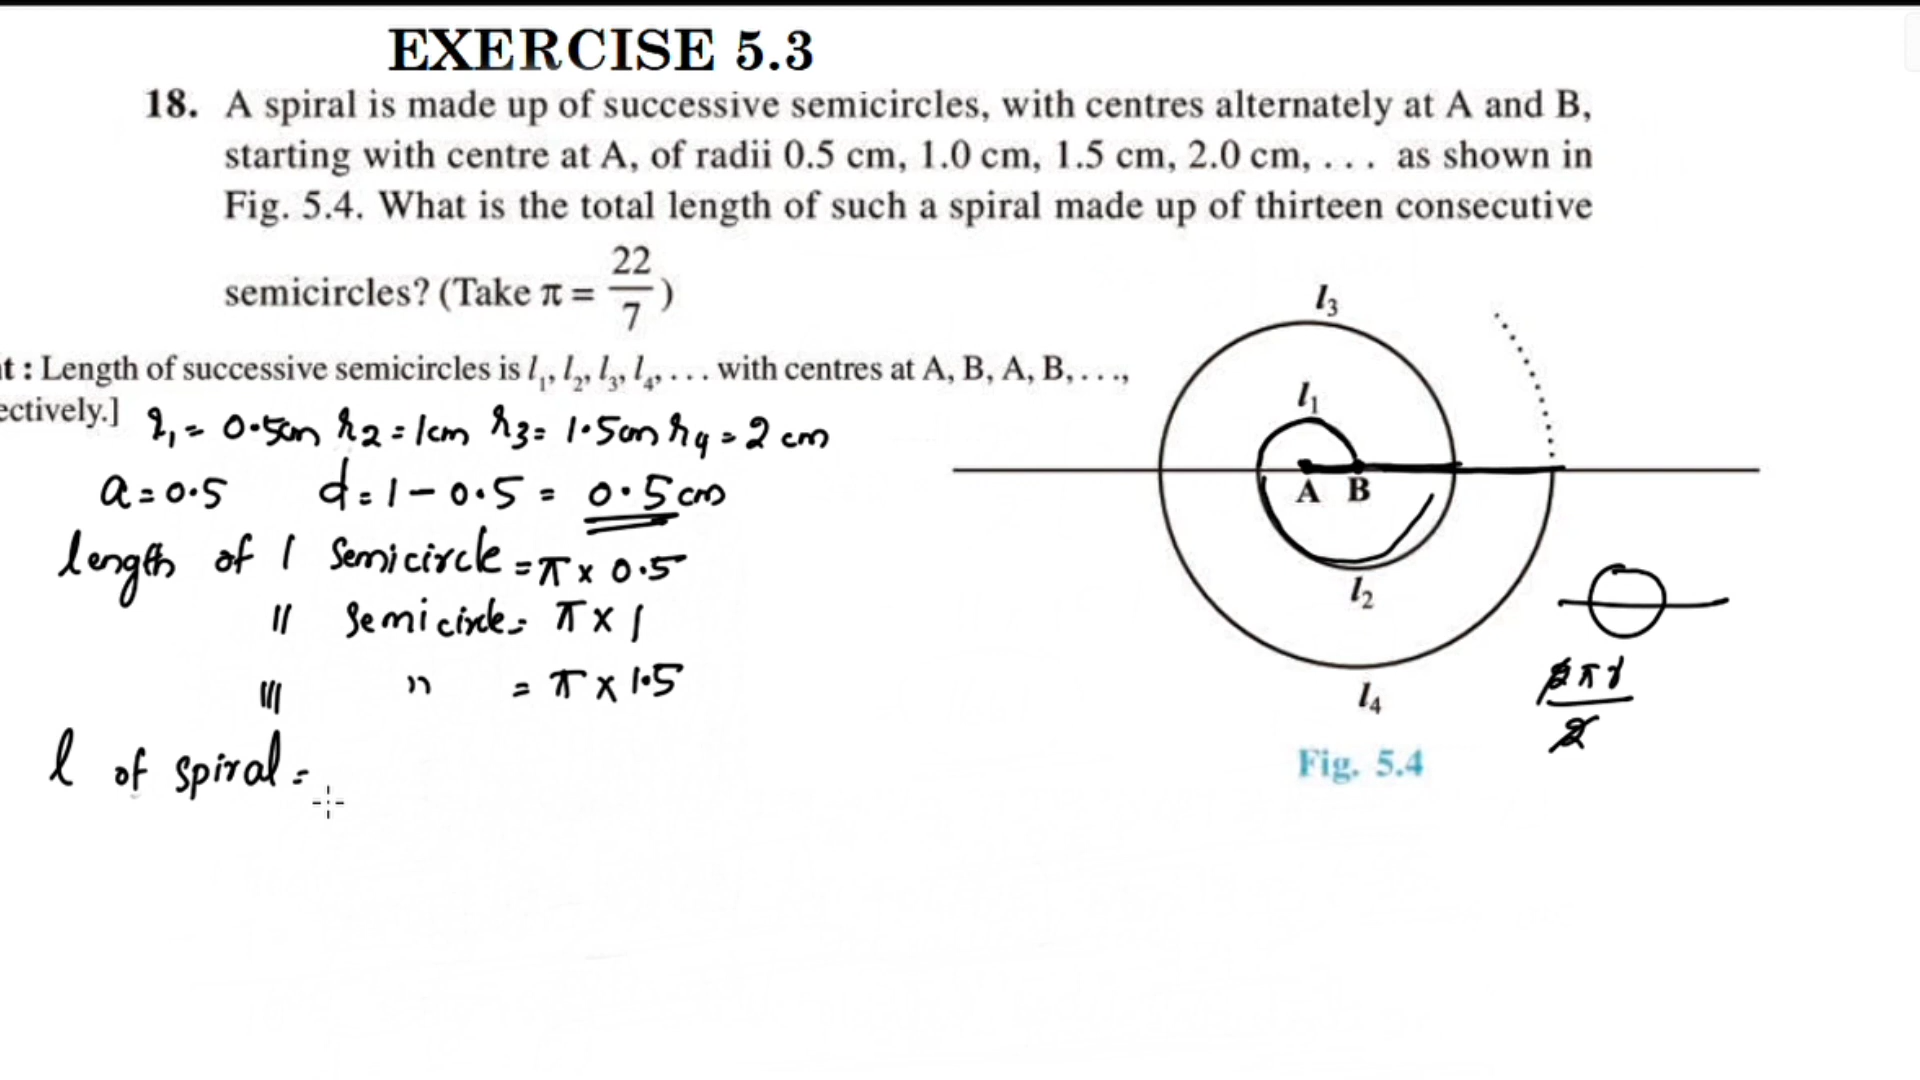 EXERCISE 5.3
18. A spiral is made up of successive semicircles, with centres alternately at A and B,
starting with centre at A, of radii 0.5 cm, 1.0 cm, 1.5 cm, 2.0 cm, . . . as shown in
Fig. 5.4. What is the total length of such a spiral made up of thirteen consecutive
semicircles? (Take π = 22/7)
t : Length of successive semicircles is l₁, l₂, l₃, l₄, . . . with centres at A, B, A, B, . . .,
ectively.]
r₁ = 0.5cm r₂ = 1cm r₃ = 1.5cm r₄ = 2 cm
a = 0.5 d = 1 - 0.5 = 0.5 cm
length of I Semicircle = π x 0.5
II Semicircle = π x 1
III " = π x 1.5
l of spiral =
l₃
l₁
A B
l₂
l₄
2πr
2
Fig. 5.4